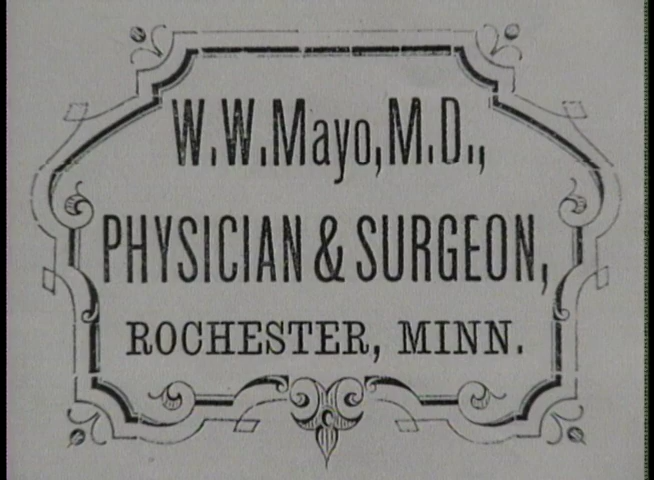 W.W.Mayo,M.D.,
PHYSICIAN & SURGEON,
ROCHESTER, MINN.